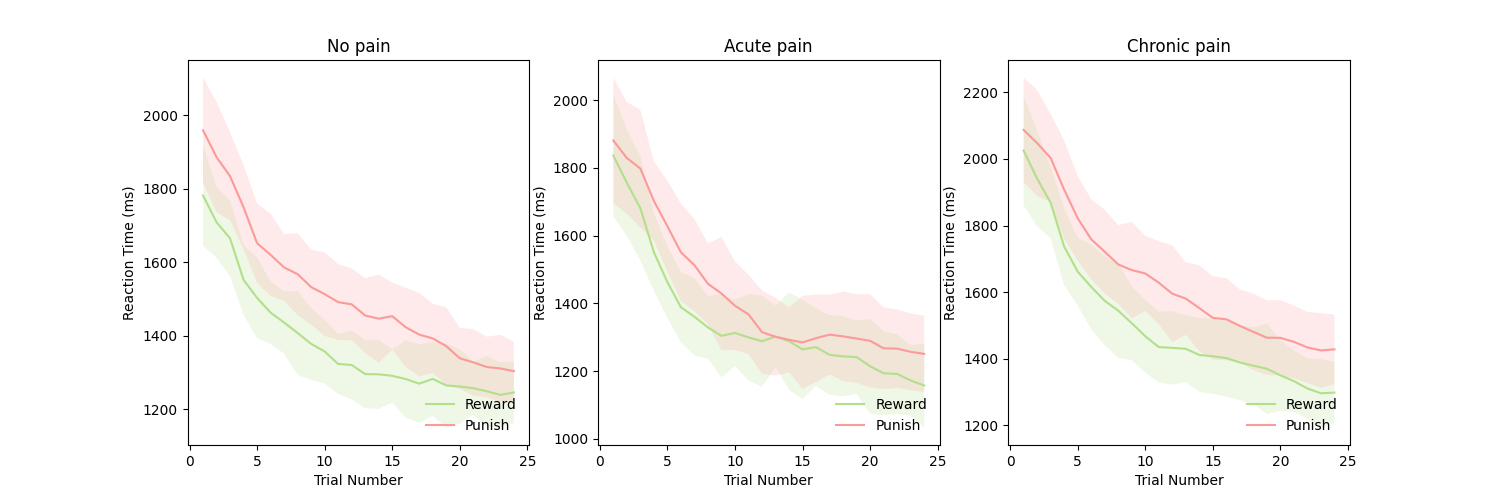 No pain
Acute pain
Chronic pain
Reaction Time (ms)
2000
1800
1600
1400
1200
0 5 10 15 20 25
Trial Number
Reward
Punish
Reaction Time (ms)
2000
1800
1600
1400
1200
1000
0 5 10 15 20 25
Trial Number
Reward
Punish
Reaction Time (ms)
2200
2000
1800
1600
1400
1200
0 5 10 15 20 25
Trial Number
Reward
Punish